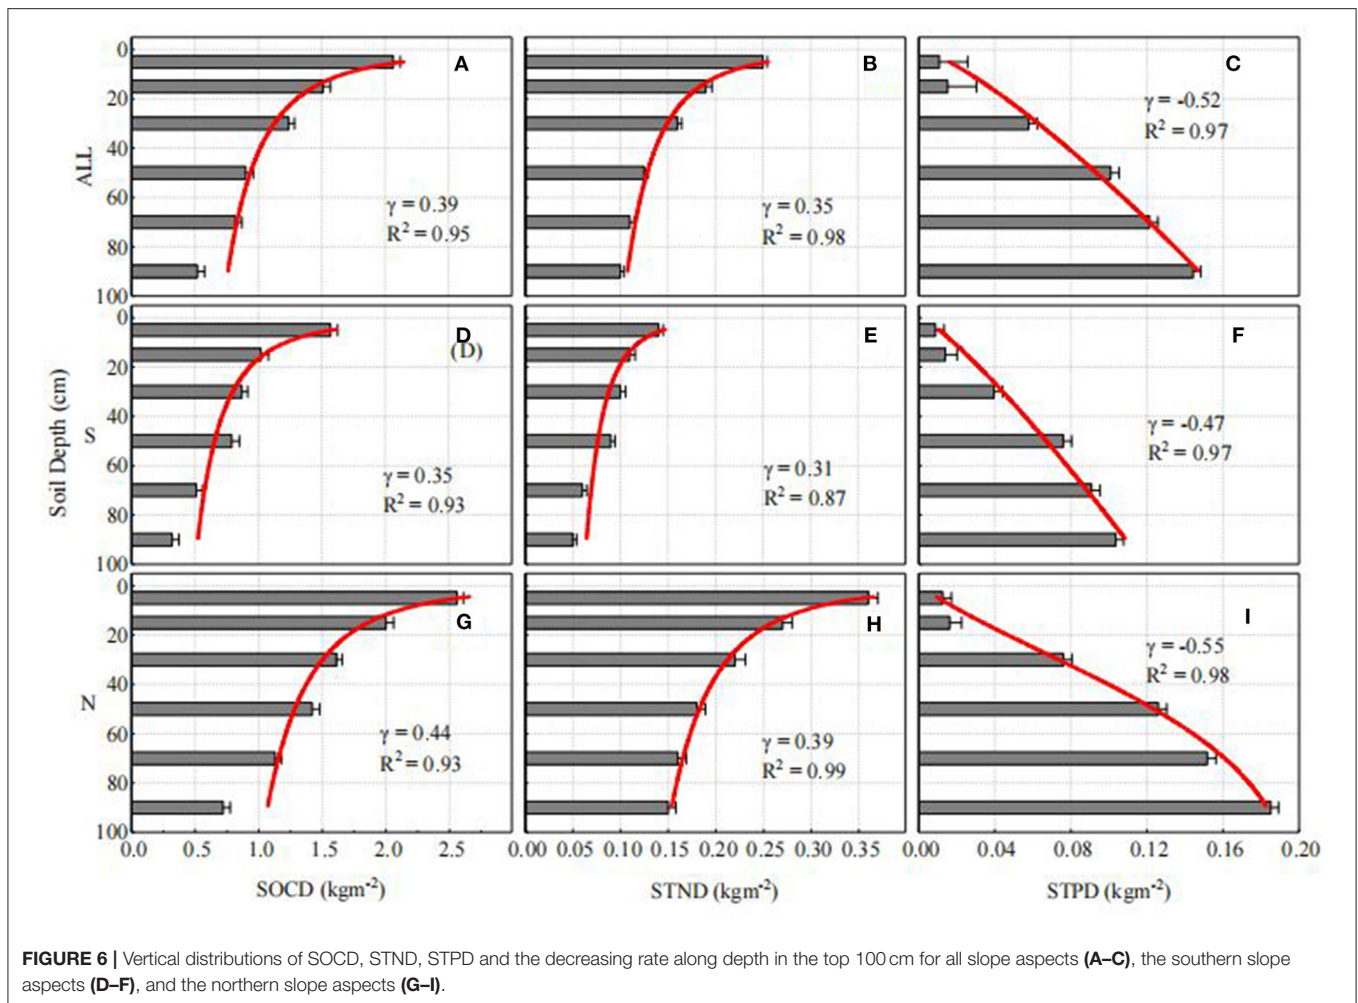 0
20
40
60
80
100
ALL
A
γ = 0.39
R² = 0.95
B
γ = 0.35
R² = 0.98
C
γ = -0.52
R² = 0.97
Soil Depth (cm)
0
20
40
60
80
100
S
D
(D)
γ = 0.35
R² = 0.93
E
γ = 0.31
R² = 0.87
F
γ = -0.47
R² = 0.97
0
20
40
60
80
100
N
G
γ = 0.44
R² = 0.93
H
γ = 0.39
R² = 0.99
I
γ = -0.55
R² = 0.98
0.0 0.5 1.0 1.5 2.0 2.5
0.00 0.05 0.10 0.15 0.20 0.25 0.30 0.35
0.00 0.04 0.08 0.12 0.16 0.20
SOCD (kgm⁻²)
STND (kgm⁻²)
STPD (kgm⁻²)
FIGURE 6 | Vertical distributions of SOCD, STND, STPD and the decreasing rate along depth in the top 100 cm for all slope aspects (A–C), the southern slope
aspects (D–F), and the northern slope aspects (G–I).